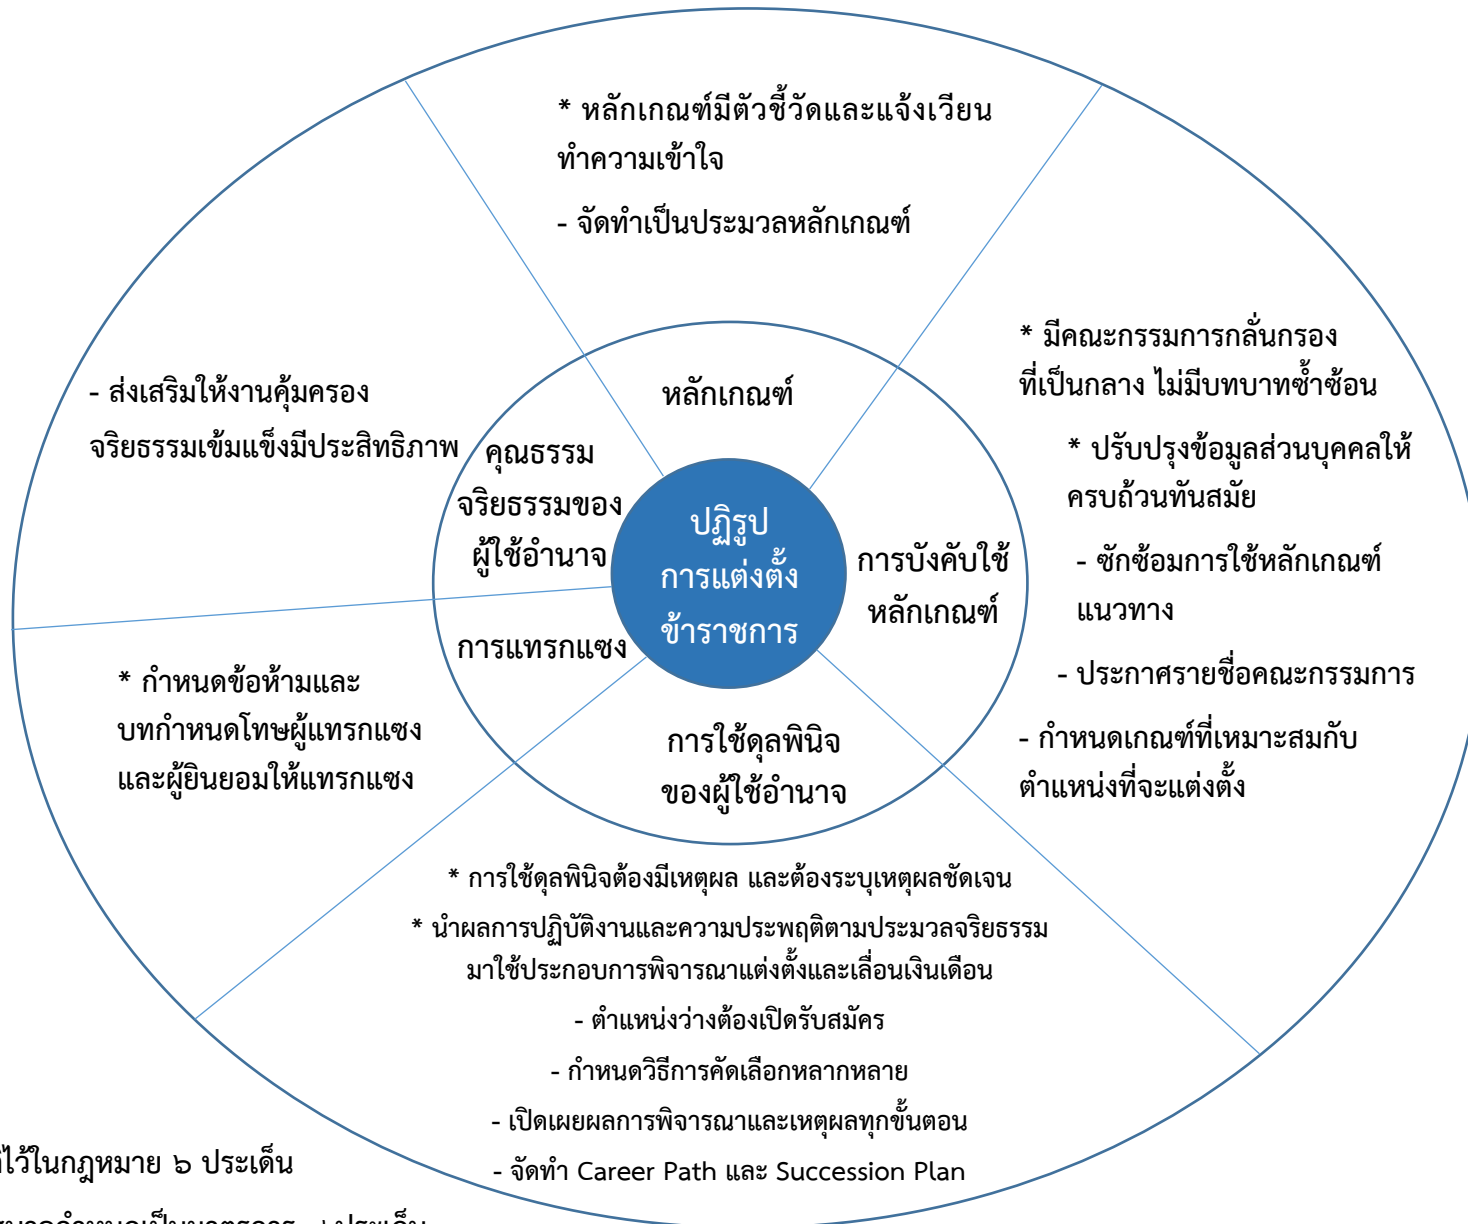 * หลักเกณฑ์มีตัวชี้วัดและแจ้งเวียน
ทำความเข้าใจ
- จัดทำเป็นประมวลหลักเกณฑ์
* มีคณะกรรมการกลั่นกรอง
ที่เป็นกลาง ไม่มีบทบาทซ้ำซ้อน
* ปรับปรุงข้อมูลส่วนบุคคลให้
ครบถ้วนทันสมัย
- ซักซ้อมการใช้หลักเกณฑ์
แนวทาง
- ประกาศรายชื่อคณะกรรมการ
- กำหนดเกณฑ์ที่เหมาะสมกับ
ตำแหน่งที่จะแต่งตั้ง
- ส่งเสริมให้งานคุ้มครอง
จริยธรรมเข้มแข็งมีประสิทธิภาพ
หลักเกณฑ์
คุณธรรม
จริยธรรมของ
ผู้ใช้อำนาจ
ปฏิรูป
การแต่งตั้ง
ข้าราชการ
การบังคับใช้
หลักเกณฑ์
การแทรกแซง
การใช้ดุลพินิจ
ของผู้ใช้อำนาจ
* กำหนดข้อห้ามและ
บทกำหนดโทษผู้แทรกแซง
และผู้ยินยอมให้แทรกแซง
* การใช้ดุลพินิจต้องมีเหตุผล และต้องระบุเหตุผลชัดเจน
* นำผลการปฏิบัติงานและความประพฤติตามประมวลจริยธรรม
มาใช้ประกอบการพิจารณาแต่งตั้งและเลื่อนเงินเดือน
- ตำแหน่งว่างต้องเปิดรับสมัคร
- กำหนดวิธีการคัดเลือกหลากหลาย
- เปิดเผยผลการพิจารณาและเหตุผลทุกขั้นตอน
- จัดทำ Career Path และ Succession Plan
ไว้ในกฎหมาย ๖ ประเด็น